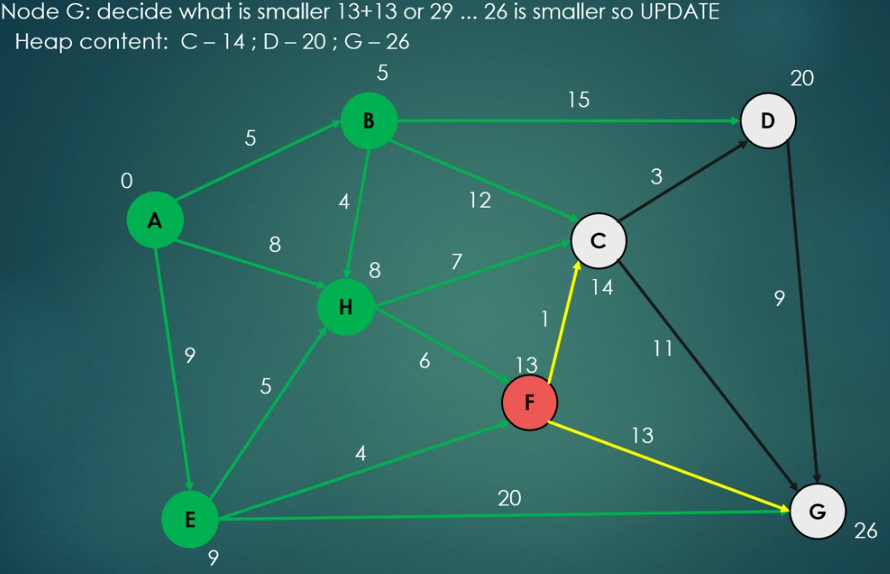 Node G: decide what is smaller 13+13 or 29 ... 26 is smaller so UPDATE
Heap content: C – 14 ; D – 20 ; G – 26
5
20
B
15
D
5
0
3
4
12
A
8
C
8
7
14
H
9
1
11
9
6
13
5
F
13
4
20
E
G
26
9